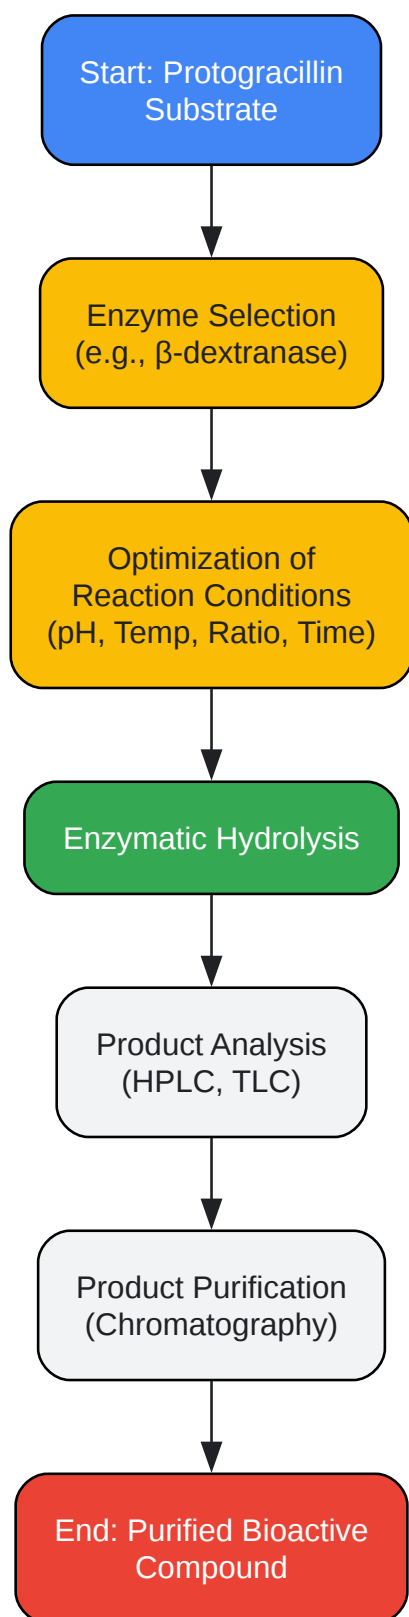 Start: Protogracillin
Substrate
Enzyme Selection
(e.g., β-dextranase)
Optimization of
Reaction Conditions
(pH, Temp, Ratio, Time)
Enzymatic Hydrolysis
Product Analysis
(HPLC, TLC)
Product Purification
(Chromatography)
End: Purified Bioactive
Compound